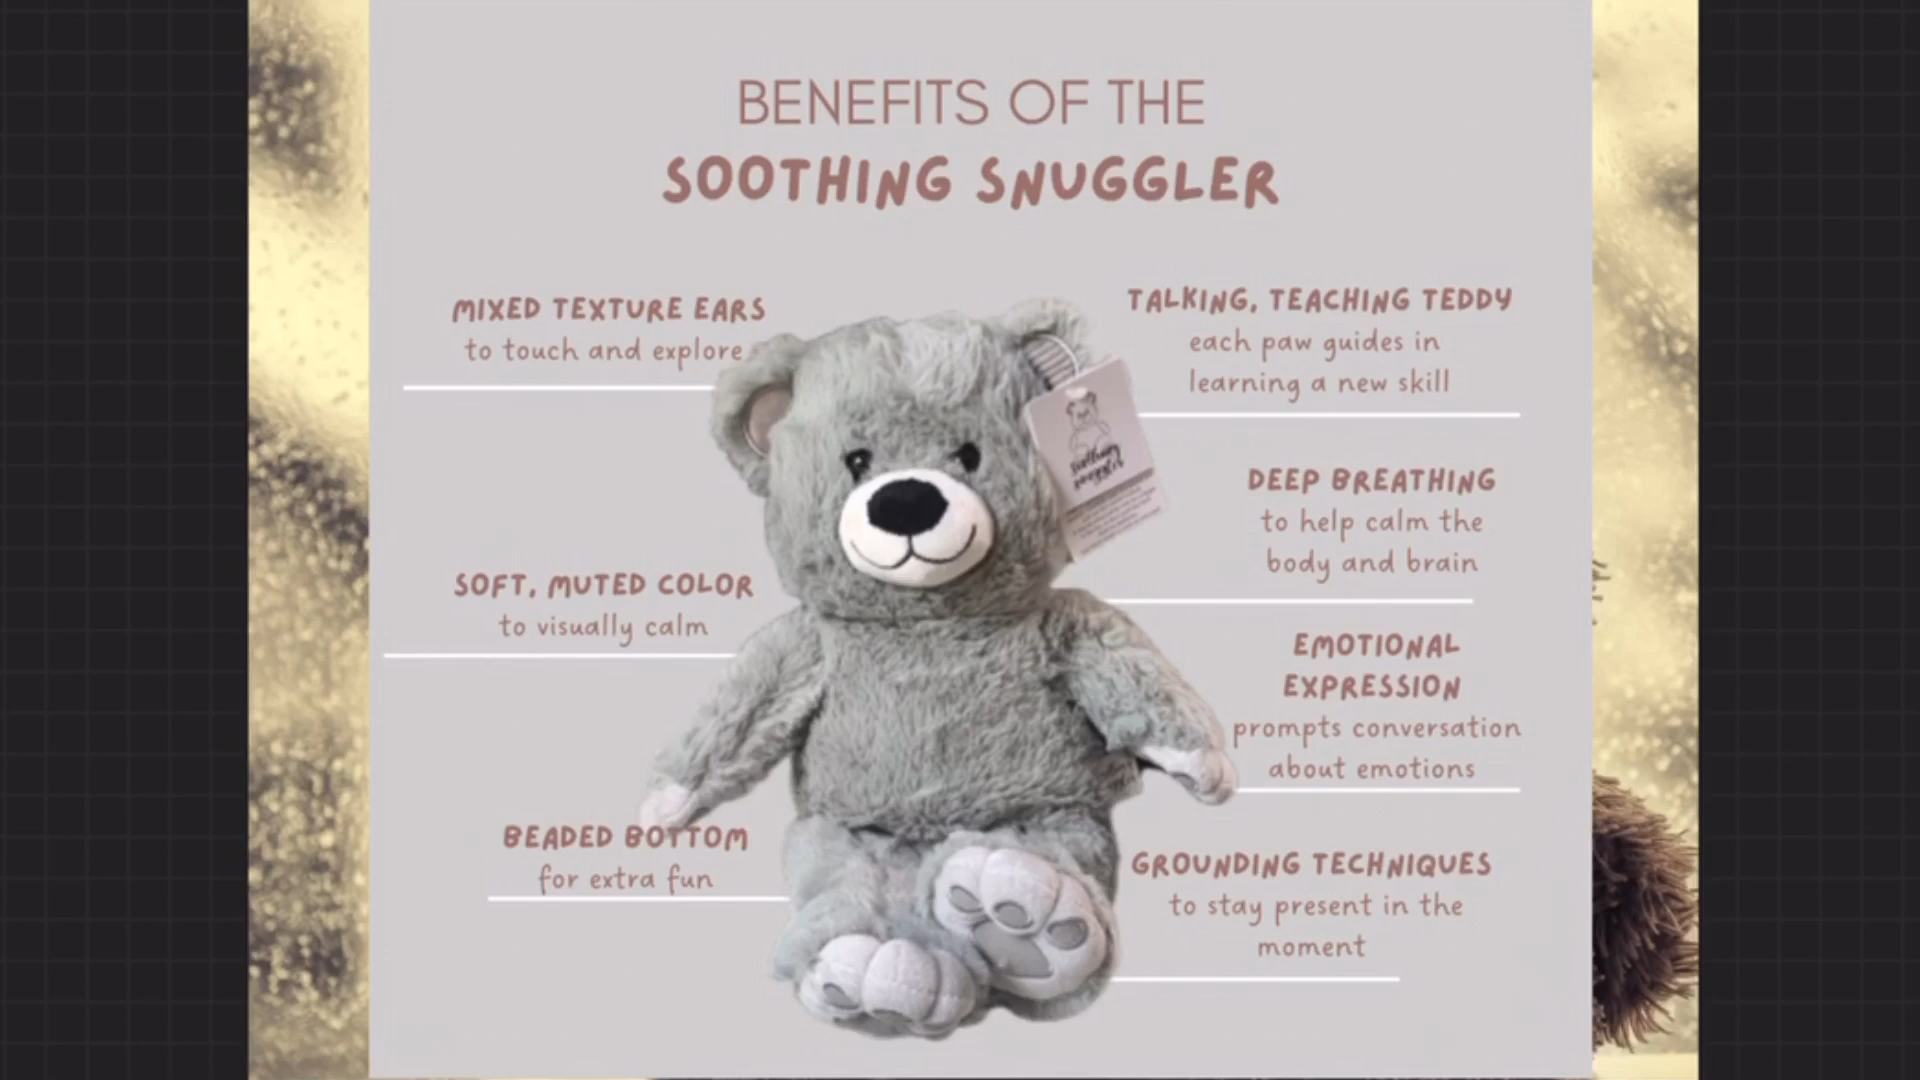 BENEFITS OF THE
SOOTHING SNUGGLER
MIXED TEXTURE EARS
to touch and explore
SOFT, MUTED COLOR
to visually calm
BEADED BOTTOM
for extra fun
TALKING, TEACHING TEDDY
each paw guides in
learning a new skill
DEEP BREATHING
to help calm the
body and brain
EMOTIONAL
EXPRESSION
prompts conversation
about emotions
GROUNDING TECHNIQUES
to stay present in the
moment
soothing
snuggler